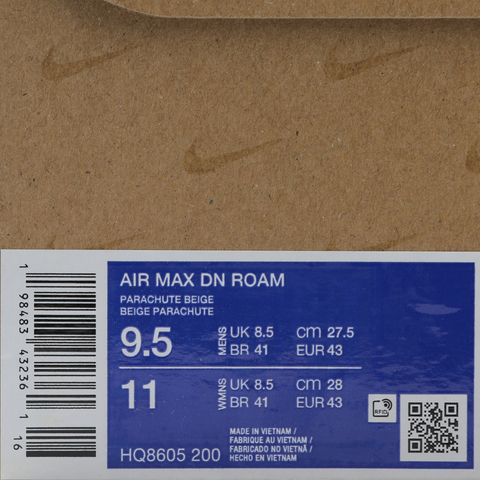 AIR MAX DN ROAM
PARACHUTE BEIGE
BEIGE PARACHUTE
9.5 MENS UK 8.5 cm 27.5
BR 41 EUR 43
11 WMNS UK 8.5 cm 28
BR 41 EUR 43
MADE IN VIETNAM /
FABRIQUE AU VIETNAM /
FABRICADO NO VIETNÃ /
HECHO EN VIETNAM
HQ8605 200
RFID
1 98483 43236 1 16